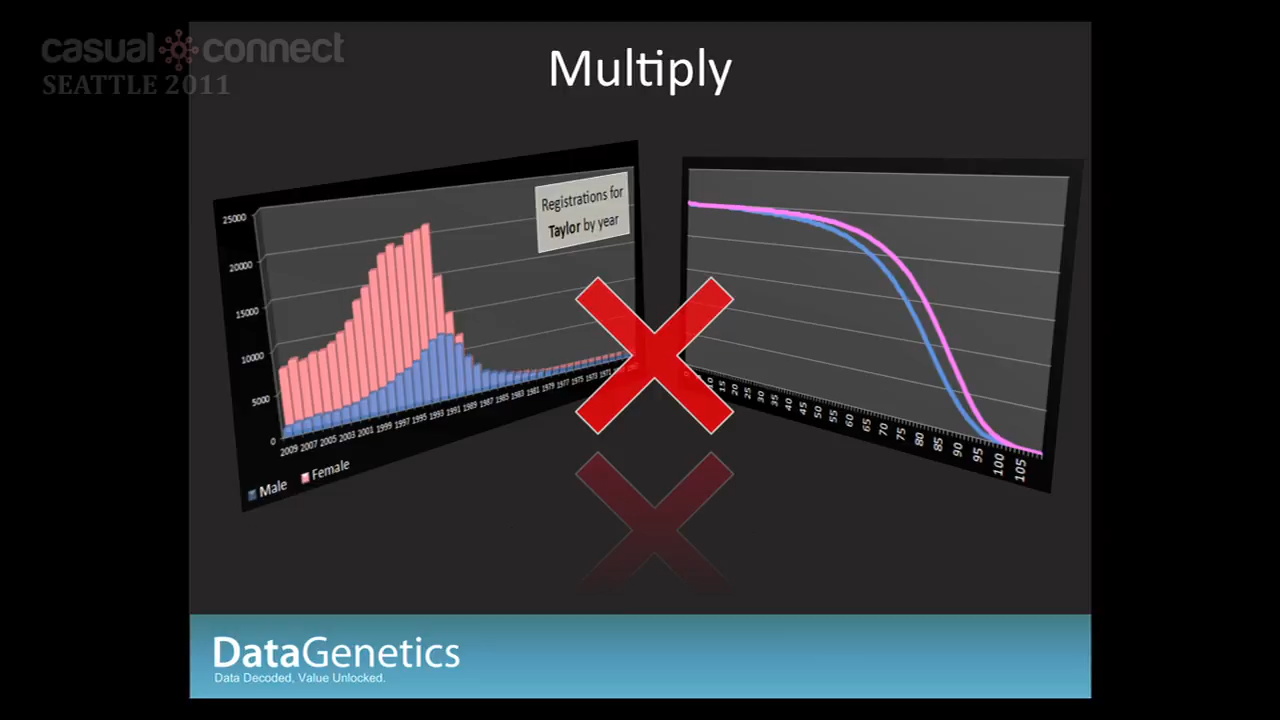 casual connect
SEATTLE 2011
Multiply
Registrations for
Taylor by year
25000
20000
15000
10000
5000
0
2009 2007 2005 2003 2001 1999 1997 1995 1993 1991 1989 1987 1985 1983 1981 1979 1977 1975 1973 1971
Male Female
10 15 20 25 30 35 40 45 50 55 60 65 70 75 80 85 90 95 100 105
DataGenetics
Data Decoded, Value Unlocked.